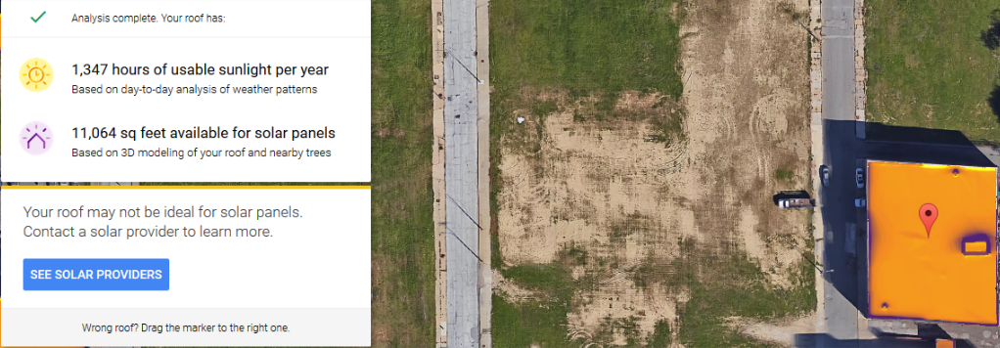 Analysis complete. Your roof has:
1,347 hours of usable sunlight per year
Based on day-to-day analysis of weather patterns
11,064 sq feet available for solar panels
Based on 3D modeling of your roof and nearby trees
Your roof may not be ideal for solar panels.
Contact a solar provider to learn more.
SEE SOLAR PROVIDERS
Wrong roof? Drag the marker to the right one.